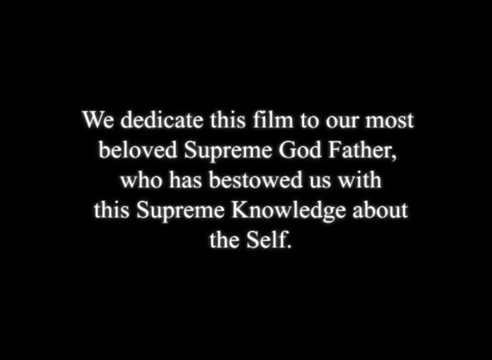 We dedicate this film to our most
beloved Supreme God Father,
who has bestowed us with
this Supreme Knowledge about
the Self.